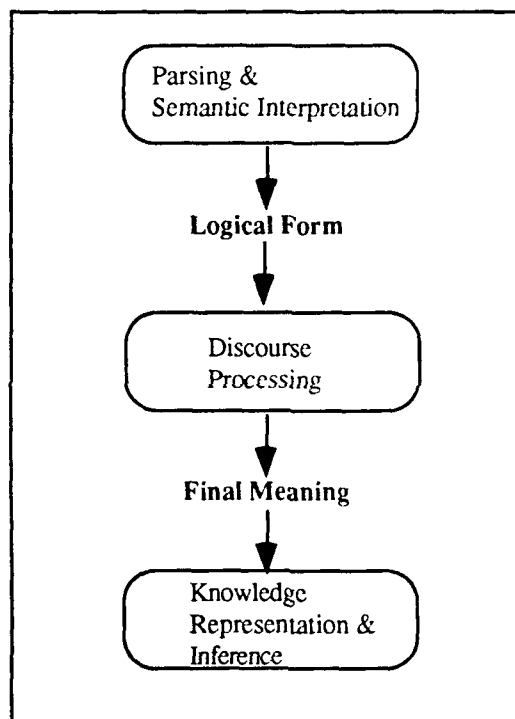 Parsing &
Semantic Interpretation
Logical Form
Discourse
Processing
Final Meaning
Knowledge
Representation &
Inference